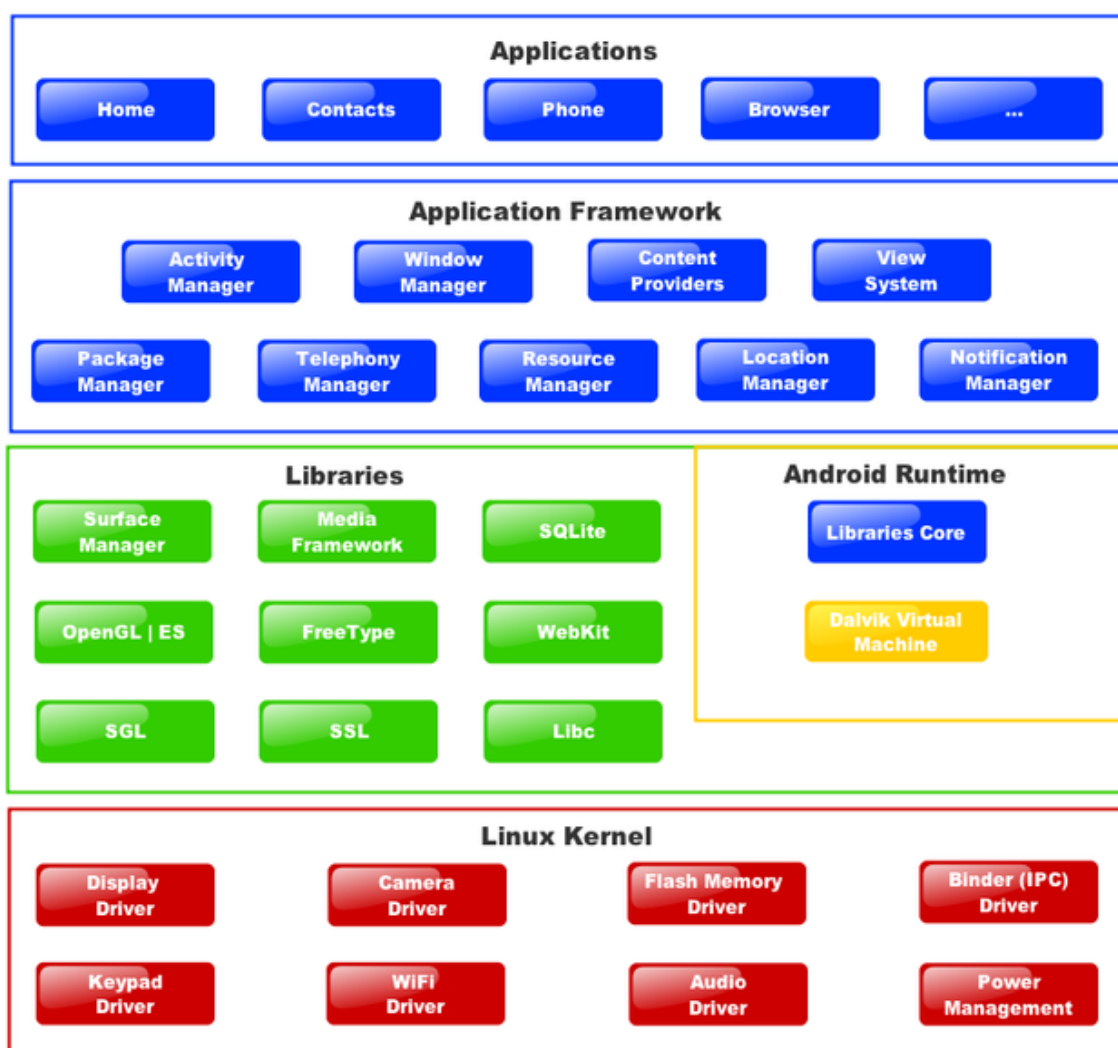 Applications
Home
Contacts
Phone
Browser
...
Application Framework
Activity
Manager
Window
Manager
Content
Providers
View
System
Package
Manager
Telephony
Manager
Resource
Manager
Location
Manager
Notification
Manager
Libraries
Surface
Manager
Media
Framework
SQLite
OpenGL | ES
FreeType
WebKit
SGL
SSL
Libc
Android Runtime
Libraries Core
Dalvik Virtual
Machine
Linux Kernel
Display
Driver
Camera
Driver
Flash Memory
Driver
Binder (IPC)
Driver
Keypad
Driver
WiFi
Driver
Audio
Driver
Power
Management